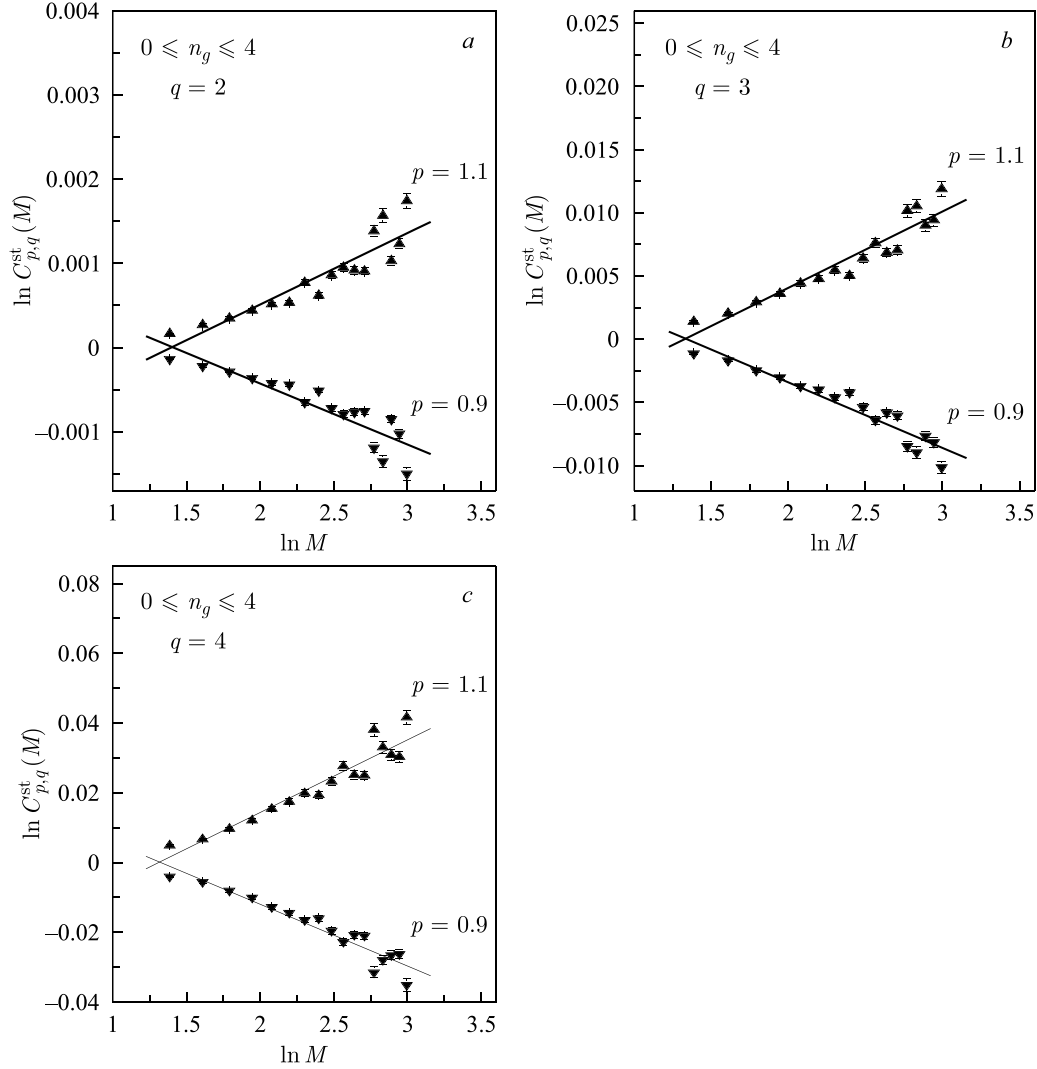 0.004
0 ⩽ n_g ⩽ 4
a
q = 2
0.003
0.002
p = 1.1
ln C^st_p,q(M)
0.001
0
p = 0.9
−0.001
1 1.5 2 2.5 3 3.5
ln M
0.025
0 ⩽ n_g ⩽ 4
b
q = 3
0.020
0.015
p = 1.1
0.010
ln C^st_p,q(M)
0.005
0
−0.005
p = 0.9
−0.010
1 1.5 2 2.5 3 3.5
ln M
0.08
0 ⩽ n_g ⩽ 4
c
q = 4
0.06
p = 1.1
0.04
ln C^st_p,q(M)
0.02
0
p = 0.9
−0.02
−0.04
1 1.5 2 2.5 3 3.5
ln M